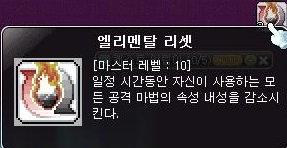 엘리멘탈 리셋
[마스터 레벨 : 10]
일정 시간동안 자신이 사용하는 모
든 공격 마법의 속성 내성을 감소시
킨다.